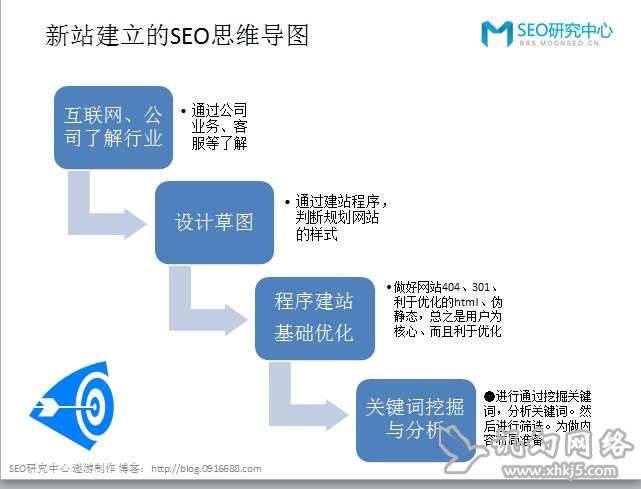 新站建立的SEO思维导图
SEO研究中心
BBS.MOONSEO.CN
互联网、公
司了解行业
•通过公司
业务、客
服等了解
设计草图
•通过建站程序，
判断规划网站
的样式
程序建站
基础优化
•做好网站404、301、
利于优化的html、伪
静态，总之是用户为
核心、而且利于优化
关键词挖掘
与分析
●进行通过挖掘关键
词，分析关键词。然
后进行筛选。为做内
容布局准备
SEO研究中心 遨游制作 博客：http://blog.0916688.com
网络
www.xhkj5.com